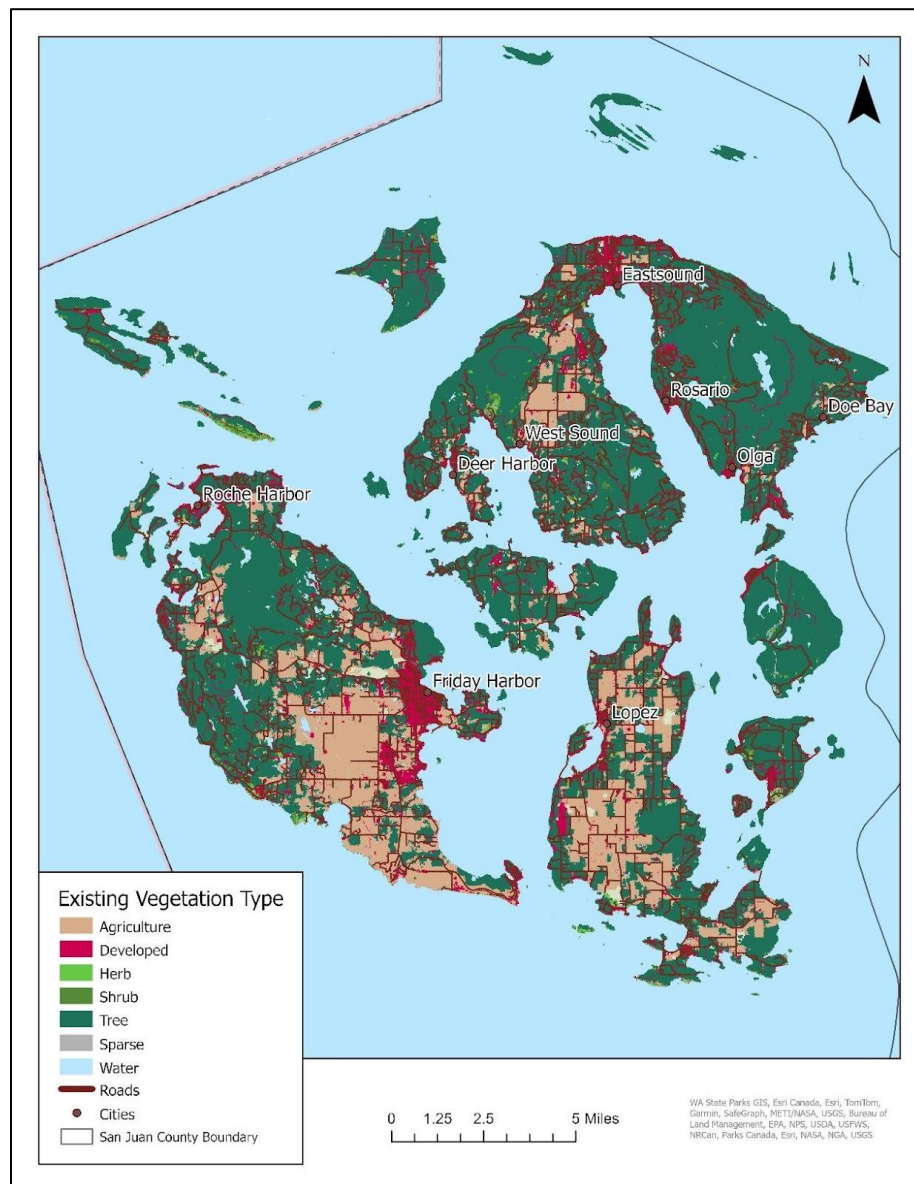 N
Eastsound
Rosario
Doe Bay
West Sound
Deer Harbor
Olga
Roche Harbor
Friday Harbor
Lopez
Existing Vegetation Type
Agriculture
Developed
Herb
Shrub
Tree
Sparse
Water
Roads
Cities
San Juan County Boundary
0 1.25 2.5 5 Miles
WA State Parks GIS, Esri Canada, Esri, TomTom,
Garmin, SafeGraph, METI/NASA, USGS, Bureau of
Land Management, EPA, NPS, USDA, USFWS,
NRCan, Parks Canada, Esri, NASA, NGA, USGS